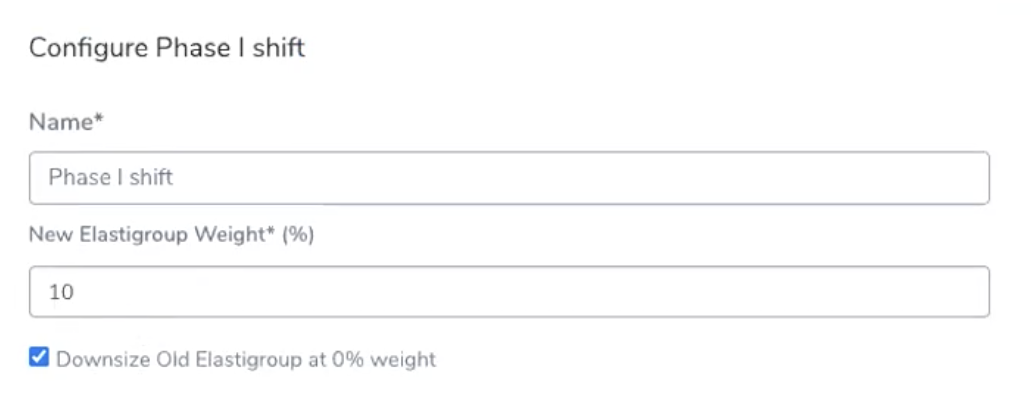 Configure Phase I shift
Name*
Phase I shift
New Elastigroup Weight* (%)
10
Downsize Old Elastigroup at 0% weight